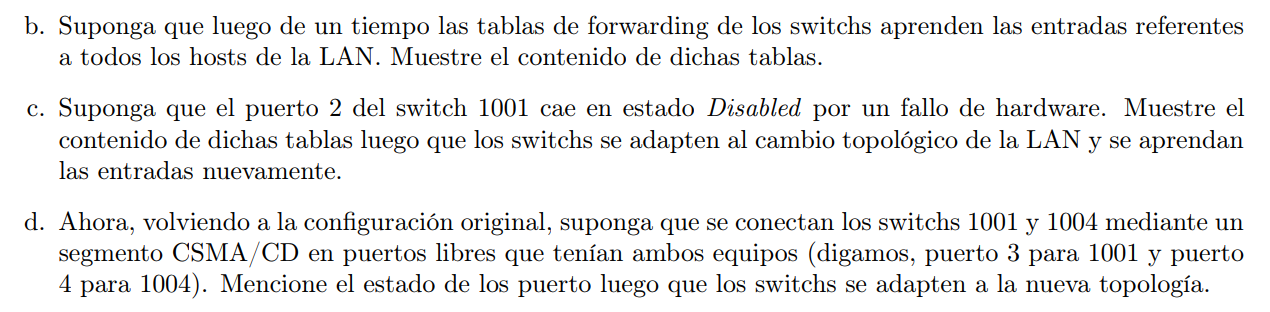 b. Suponga que luego de un tiempo las tablas de forwarding de los switchs aprenden las entradas referentes
a todos los hosts de la LAN. Muestre el contenido de dichas tablas.
c. Suponga que el puerto 2 del switch 1001 cae en estado Disabled por un fallo de hardware. Muestre el
contenido de dichas tablas luego que los switchs se adapten al cambio topológico de la LAN y se aprendan
las entradas nuevamente.
d. Ahora, volviendo a la configuración original, suponga que se conectan los switchs 1001 y 1004 mediante un
segmento CSMA/CD en puertos libres que tenían ambos equipos (digamos, puerto 3 para 1001 y puerto
4 para 1004). Mencione el estado de los puerto luego que los switchs se adapten a la nueva topología.